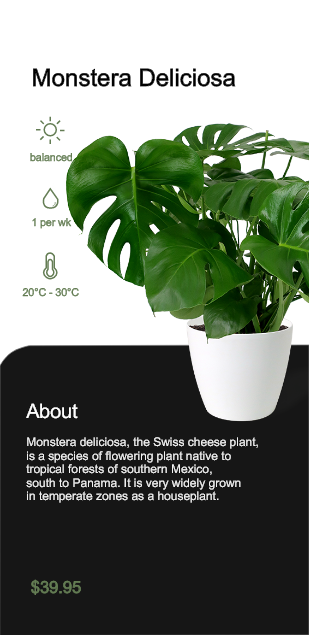 Monstera Deliciosa
balanced
1 per wk
20°C - 30°C
About
Monstera deliciosa, the Swiss cheese plant,
is a species of flowering plant native to
tropical forests of southern Mexico,
south to Panama. It is very widely grown
in temperate zones as a houseplant.
$39.95